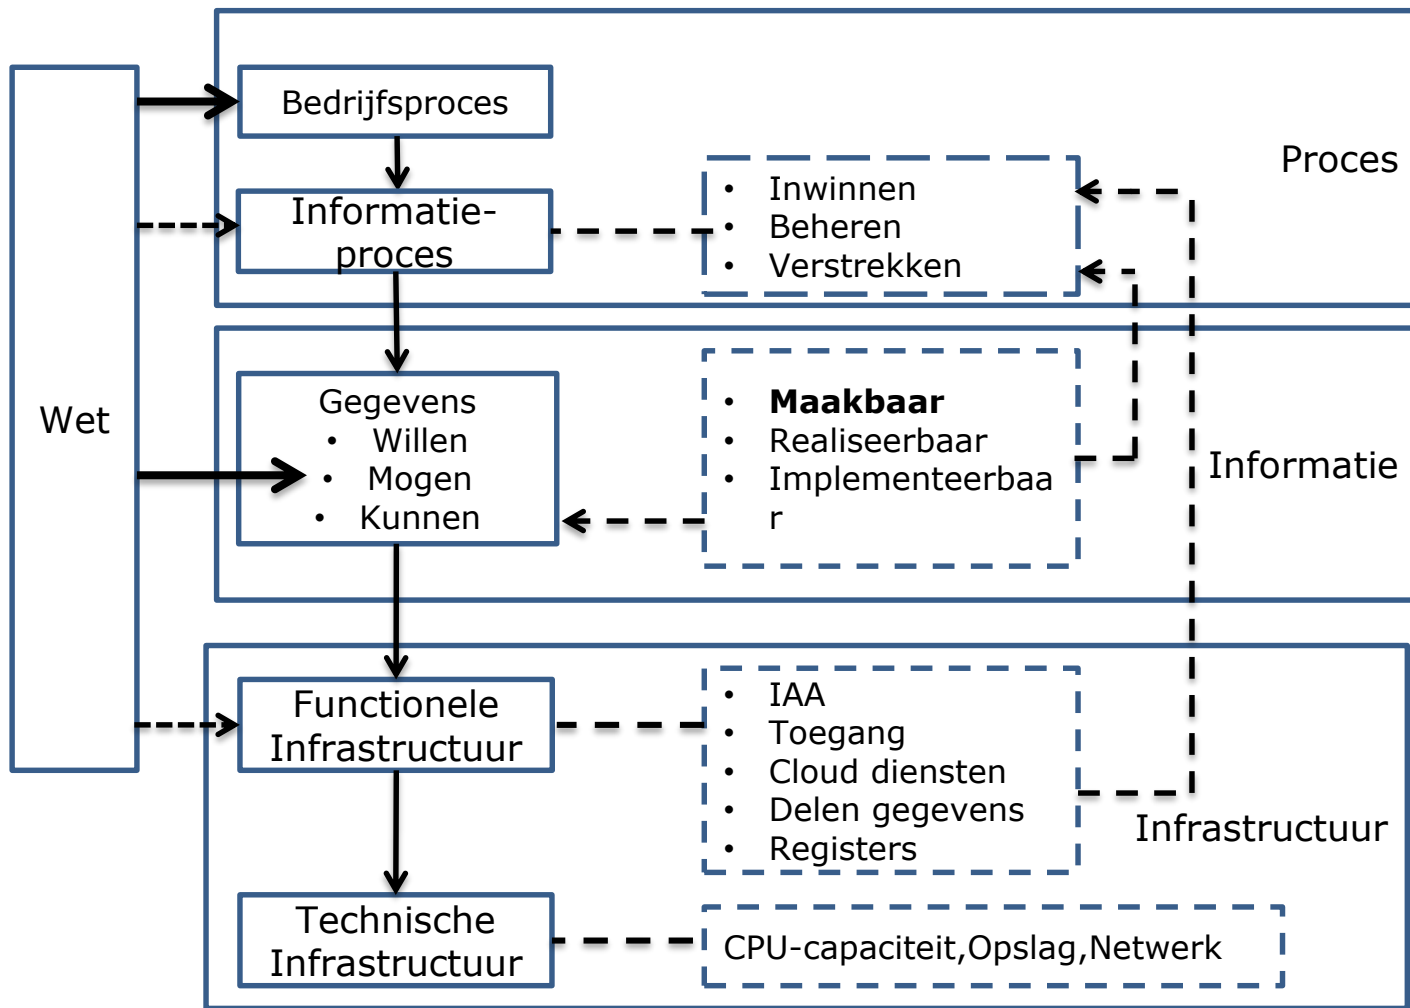 Wet
Bedrijfsproces
Informatie-
proces
• Inwinnen
• Beheren
• Verstrekken
Proces
Gegevens
• Willen
• Mogen
• Kunnen
• Maakbaar
• Realiseerbaar
• Implementeerbaa
r
Informatie
Functionele
Infrastructuur
• IAA
• Toegang
• Cloud diensten
• Delen gegevens
• Registers
Infrastructuur
Technische
Infrastructuur
CPU-capaciteit,Opslag,Netwerk